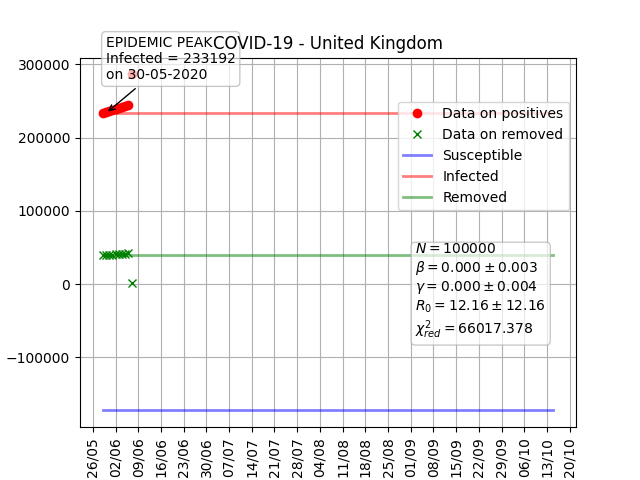 COVID-19 - United Kingdom
EPIDEMIC PEAK
Infected = 233192
on 30-05-2020
300000
200000
100000
0
−100000
Data on positives
Data on removed
Susceptible
Infected
Removed
N = 100000
β = 0.000 ± 0.003
γ = 0.000 ± 0.004
R₀ = 12.16 ± 12.16
χ²red = 66017.378
26/05
02/06
09/06
16/06
23/06
30/06
07/07
14/07
21/07
28/07
04/08
11/08
18/08
25/08
01/09
08/09
15/09
22/09
29/09
06/10
13/10
20/10